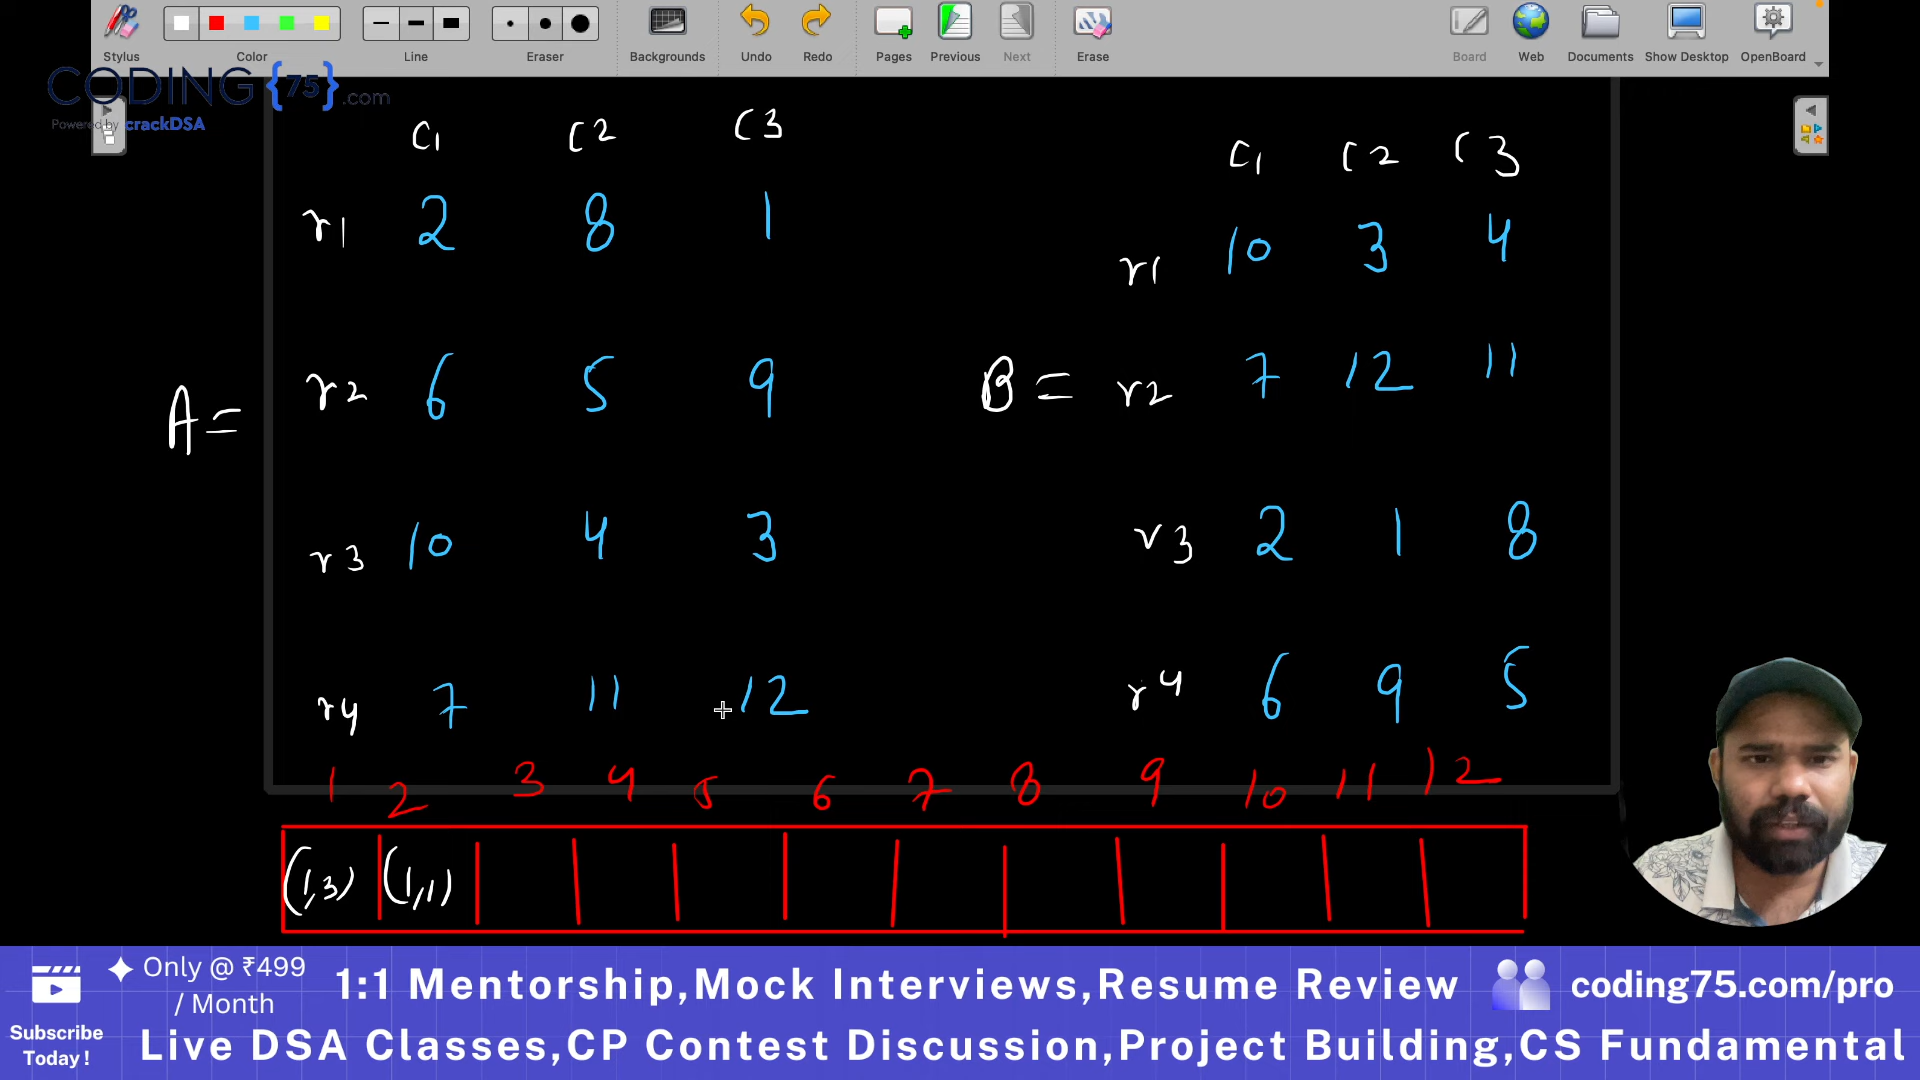 Stylus Color Line Eraser Backgrounds Undo Redo Pages Previous Next Erase Board Web Documents Show Desktop OpenBoard
CODING {75} .com
Powered by crackDSA
C1 C2 C3
C1 C2 C3
r1 2 8 1
r1 10 3 4
r2 6 5 9
A=
B = r2 7 12 11
r3 10 4 3
r3 2 1 8
r4 7 11 12
r4 6 9 5
1 2 3 4 5 6 7 8 9 10 11 12
(1,3) (1,1)
Only @ ₹499
/ Month
1:1 Mentorship,Mock Interviews,Resume Review
coding75.com/pro
Subscribe
Today !
Live DSA Classes,CP Contest Discussion,Project Building,CS Fundamental